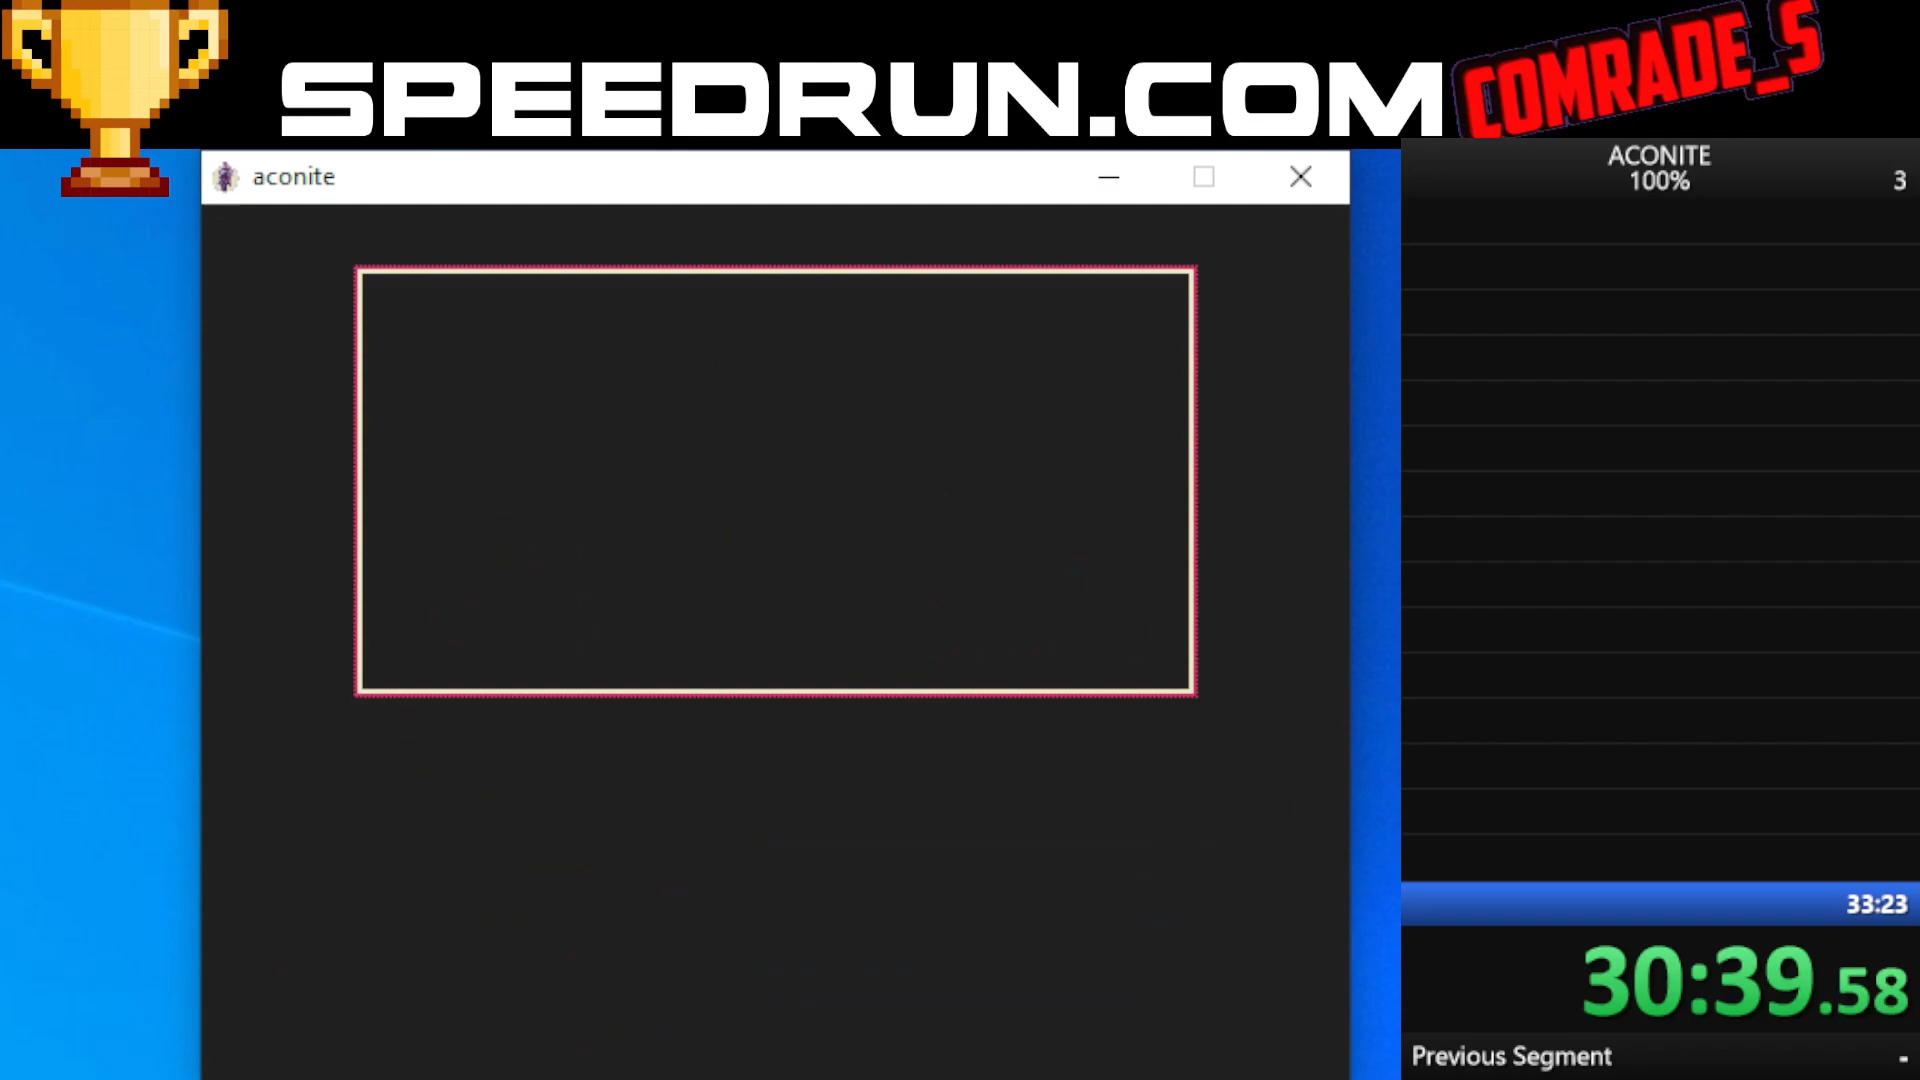 SPEEDRUN.COM
COMRADE_S
aconite
ACONITE
100%
3
33:23
30:39.58
Previous Segment -